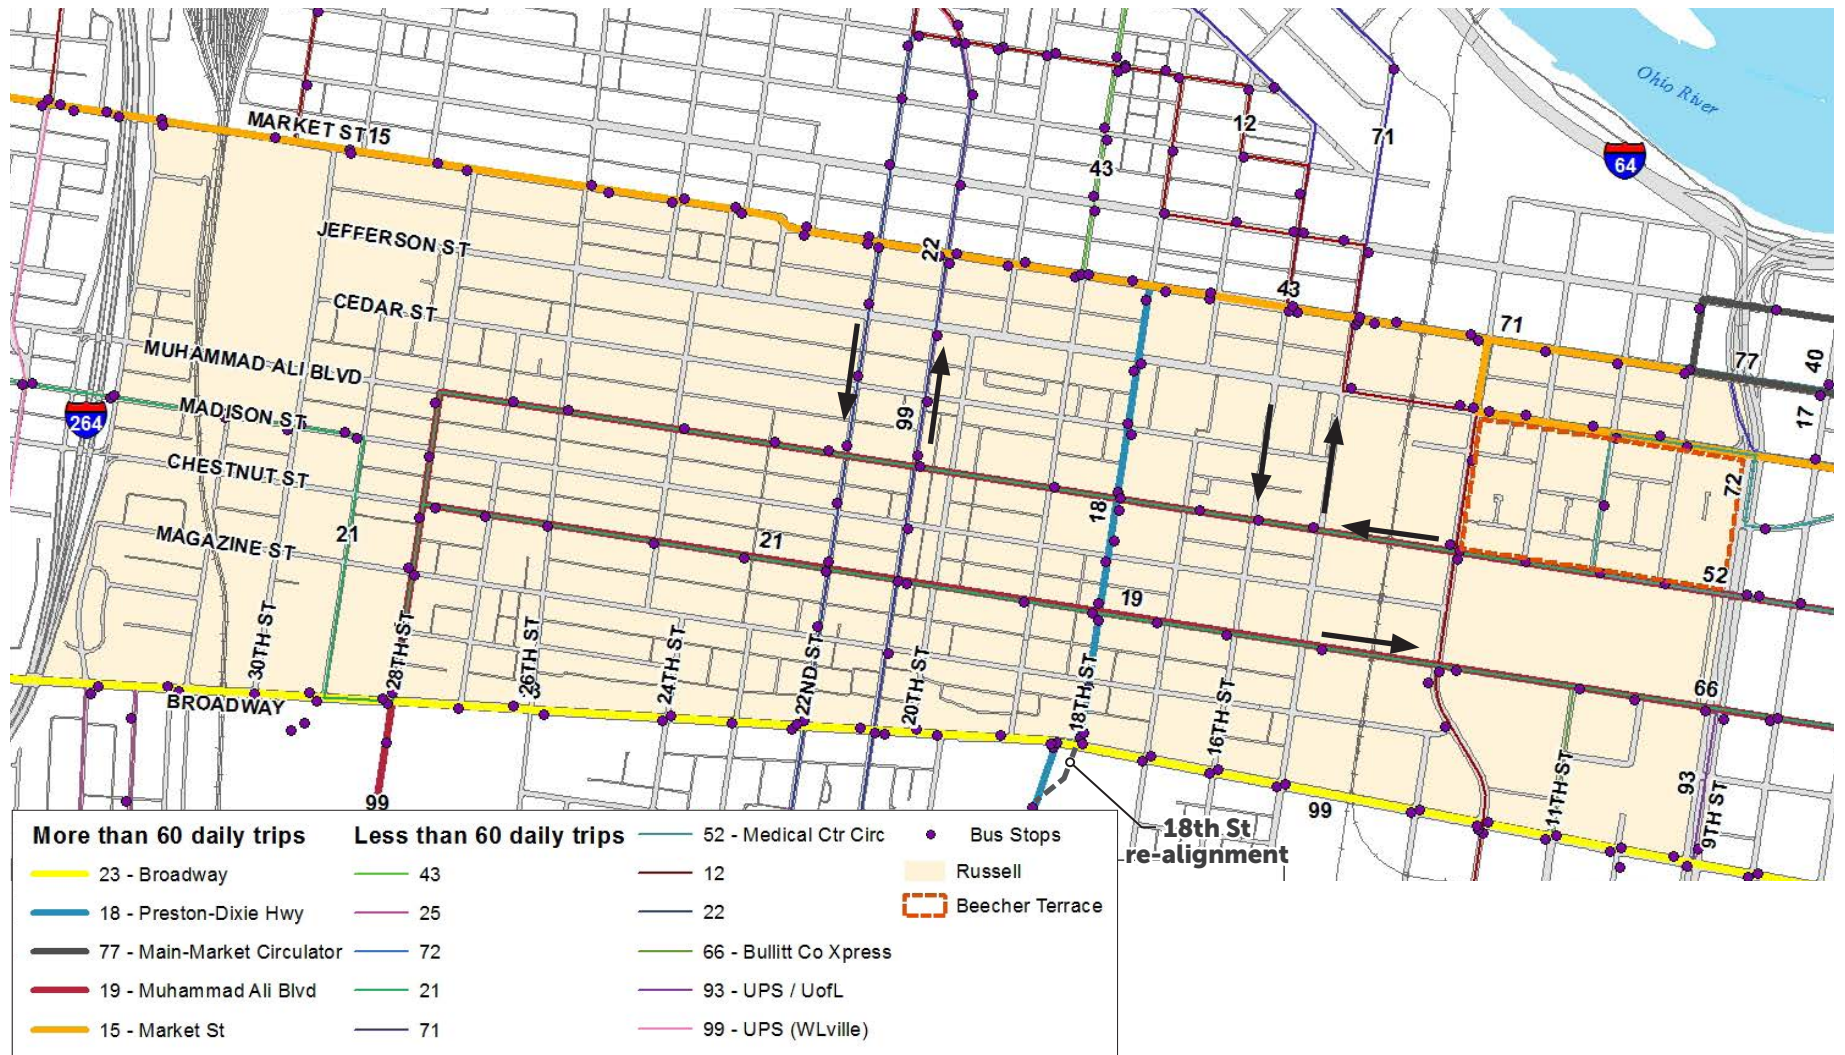 Ohio River
MARKET ST
15
12
71
43
64
JEFFERSON ST
22
43
CEDAR ST
71
77
40
MUHAMMAD ALI BLVD
MADISON ST
264
99
17
CHESTNUT ST
72
18
MAGAZINE ST
21
21
52
19
30TH ST
28TH ST
26TH ST
24TH ST
22ND ST
20TH ST
18TH ST
16TH ST
66
BROADWAY
93
11TH ST
9TH ST
99
99
18th St
re-alignment
More than 60 daily trips
23 - Broadway
18 - Preston-Dixie Hwy
77 - Main-Market Circulator
19 - Muhammad Ali Blvd
15 - Market St
Less than 60 daily trips
43
25
72
21
71
52 - Medical Ctr Circ
12
22
66 - Bullitt Co Xpress
93 - UPS / UofL
99 - UPS (WLville)
Bus Stops
Russell
Beecher Terrace